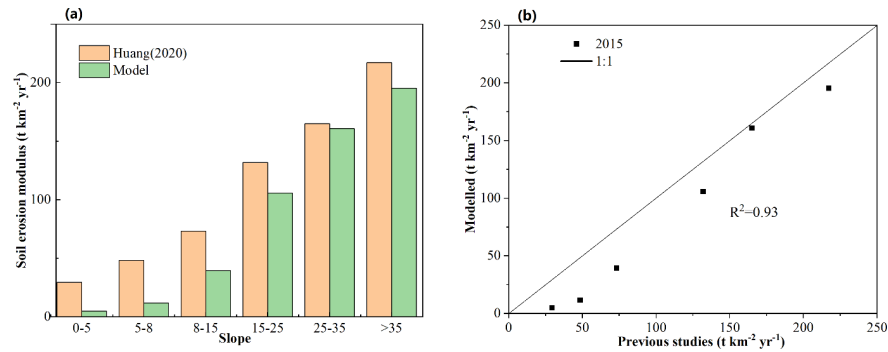 (a)
Huang(2020)
Model
Soil erosion modulus (t km⁻² yr⁻¹)
200
100
0
0-5 5-8 8-15 15-25 25-35 >35
Slope
(b)
2015
1:1
Modelled (t km⁻² yr⁻¹)
250
200
150
100
50
0
R²=0.93
0 50 100 150 200 250
Previous studies (t km⁻² yr⁻¹)